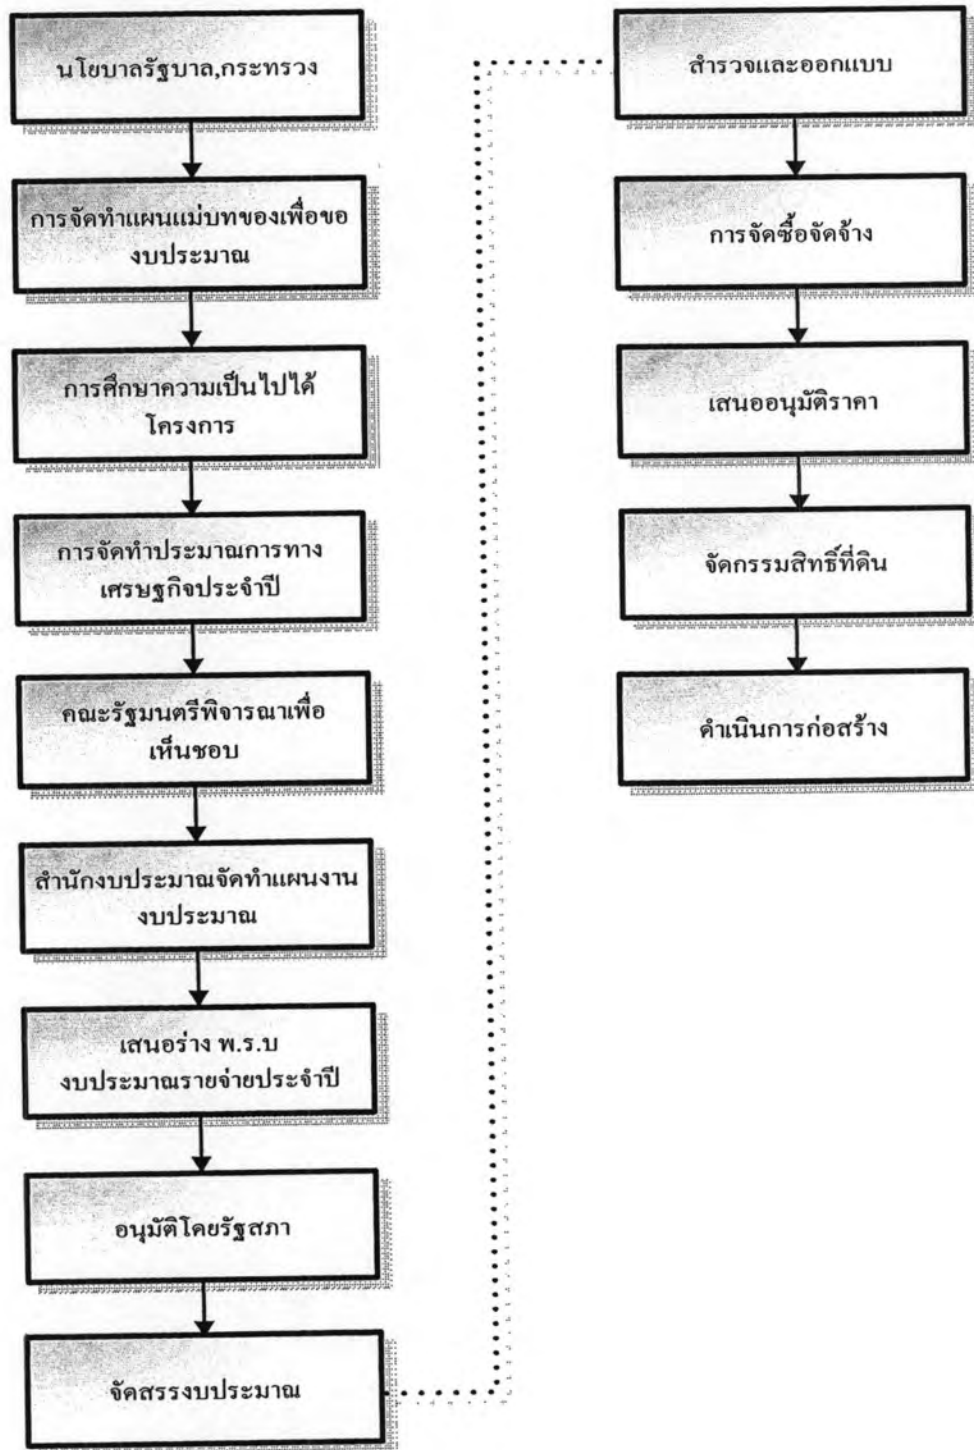 นโยบาลรัฐบาล,กระทรวง
การจัดทำแผนแม่บทของเพื่อขอ
งบประมาณ
การศึกษาความเป็นไปได้
โครงการ
การจัดทำประมาณการทาง
เศรษฐกิจประจำปี
คณะรัฐมนตรีพิจารณาเพื่อ
เห็นชอบ
สำนักงบประมาณจัดทำแผนงาน
งบประมาณ
เสนอร่าง พ.ร.บ
งบประมาณรายจ่ายประจำปี
อนุมัติโดยรัฐสภา
จัดสรรงบประมาณ
สำรวจและออกแบบ
การจัดซื้อจัดจ้าง
เสนออนุมัติราคา
จัดกรรมสิทธิ์ที่ดิน
ดำเนินการก่อสร้าง